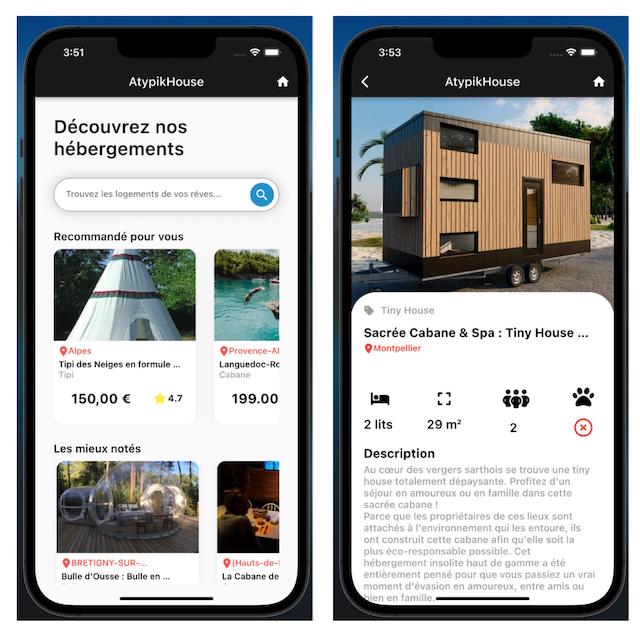 3:51
AtypikHouse
Découvrez nos
hébergements
Trouvez les logements de vos rêves...
Recommandé pour vous
Alpes
Provence-Al
Tipi des Neiges en formule ...
Languedoc-Ro
Tipi
Cabane
150,00 €
4.7
199.00
Les mieux notés
BRETIGNY-SUR-...
(Hauts-de-
Bulle d'Ousse : Bulle en ...
La Cabane de
3:53
AtypikHouse
Tiny House
Sacrée Cabane & Spa : Tiny House ...
Montpellier
2 lits
29 m²
2
Description
Au cœur des vergers sarthois se trouve une tiny
house totalement dépaysante. Profitez d'un
séjour en amoureux ou en famille dans cette
sacrée cabane !
Parce que les propriétaires de ces lieux sont
attachés à l'environnement qui les entoure, ils
ont construit cette cabane afin qu'elle soit la
plus éco-responsable possible. Cet
hébergement insolite haut de gamme a été
entièrement pensé pour que vous passiez un vrai
moment d'évasion en amoureux, entre amis ou
bien en famille.